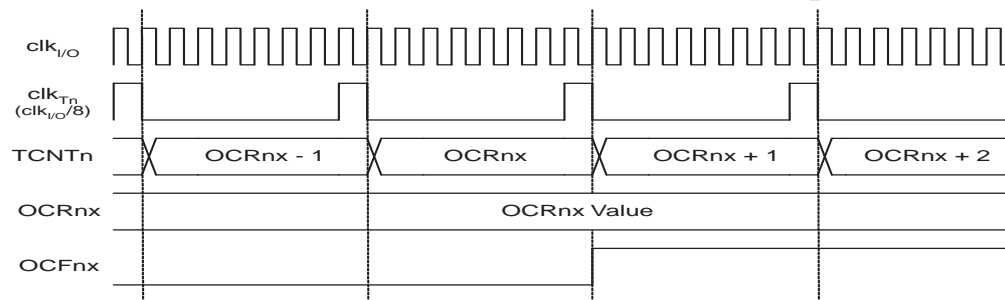 clkI/O
clkTn
(clkI/O/8)
TCNTn OCRnx - 1 OCRnx OCRnx + 1 OCRnx + 2
OCRnx OCRnx Value
OCFnx